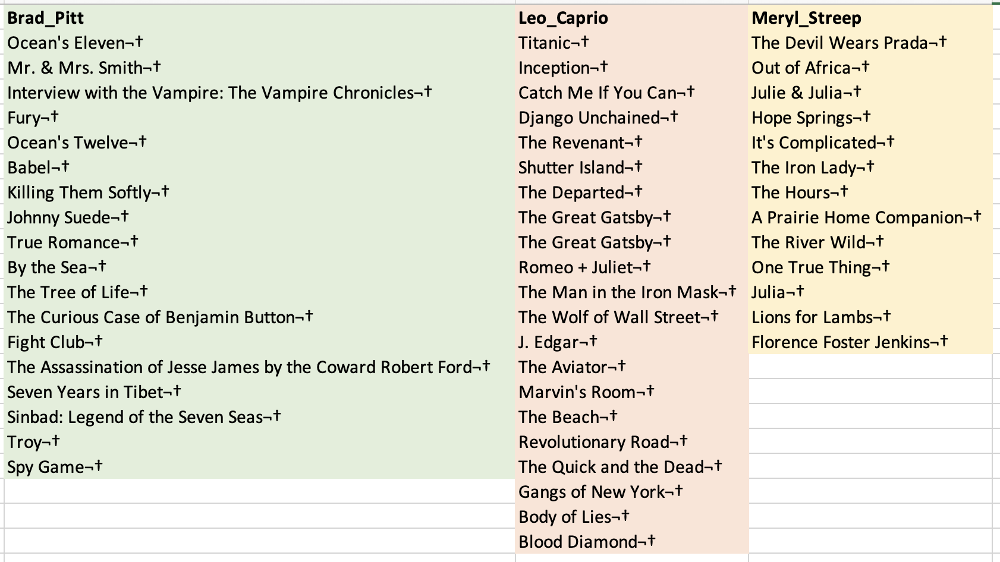 Brad_Pitt Leo_Caprio Meryl_Streep
Ocean's Eleven¬† Titanic¬† The Devil Wears Prada¬†
Mr. & Mrs. Smith¬† Inception¬† Out of Africa¬†
Interview with the Vampire: The Vampire Chronicles¬† Catch Me If You Can¬† Julie & Julia¬†
Fury¬† Django Unchained¬† Hope Springs¬†
Ocean's Twelve¬† The Revenant¬† It's Complicated¬†
Babel¬† Shutter Island¬† The Iron Lady¬†
Killing Them Softly¬† The Departed¬† The Hours¬†
Johnny Suede¬† The Great Gatsby¬† A Prairie Home Companion¬†
True Romance¬† The Great Gatsby¬† The River Wild¬†
By the Sea¬† Romeo + Juliet¬† One True Thing¬†
The Tree of Life¬† The Man in the Iron Mask¬† Julia¬†
The Curious Case of Benjamin Button¬† The Wolf of Wall Street¬† Lions for Lambs¬†
Fight Club¬† J. Edgar¬† Florence Foster Jenkins¬†
The Assassination of Jesse James by the Coward Robert Ford¬† The Aviator¬†
Seven Years in Tibet¬† Marvin's Room¬†
Sinbad: Legend of the Seven Seas¬† The Beach¬†
Troy¬† Revolutionary Road¬†
Spy Game¬† The Quick and the Dead¬†
Gangs of New York¬†
Body of Lies¬†
Blood Diamond¬†